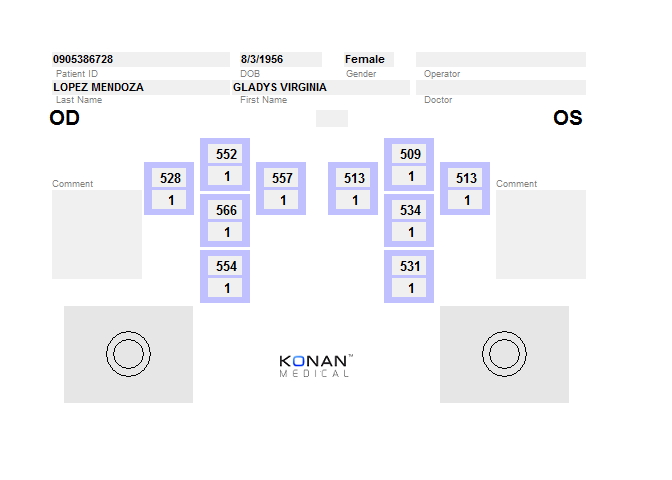 0905386728 8/3/1956 Female
Patient ID DOB Gender Operator
LOPEZ MENDOZA GLADYS VIRGINIA
Last Name First Name Doctor
OD OS
552 509
528 1 557 513 1 513
Comment 1 566 1 1 534 1 Comment
1 1
554 531
1 1
KONAN™
MEDICAL